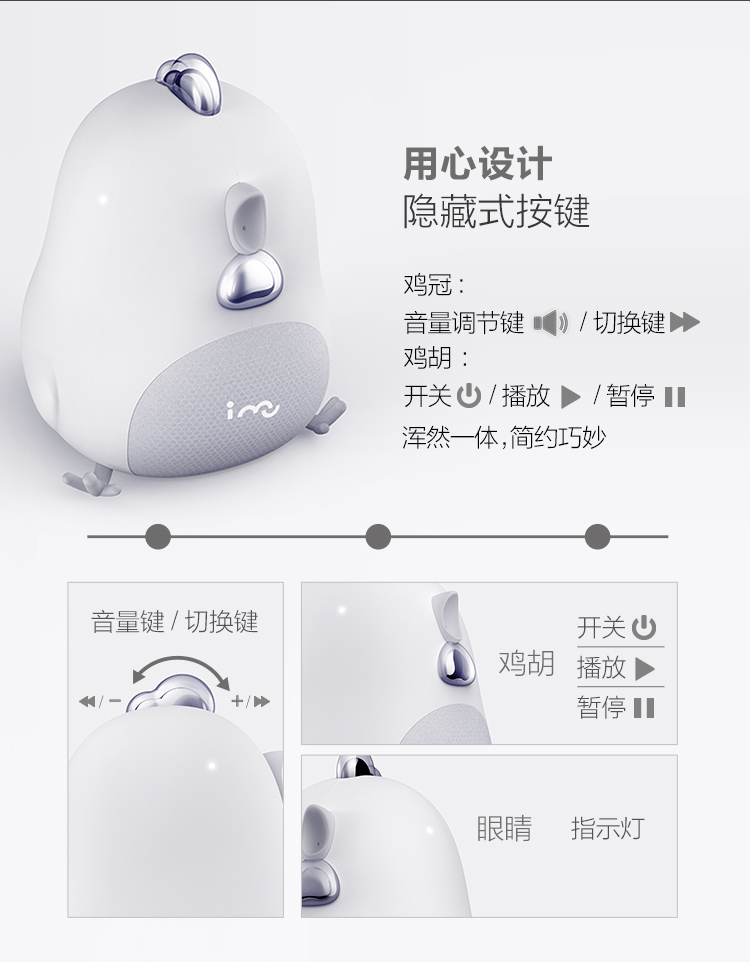 用心设计
隐藏式按键
鸡冠：
音量调节键 / 切换键
鸡胡：
开关 / 播放 / 暂停
浑然一体，简约巧妙
imu
音量键 / 切换键
/ −
+ /
鸡胡
开关
播放
暂停
眼睛 指示灯